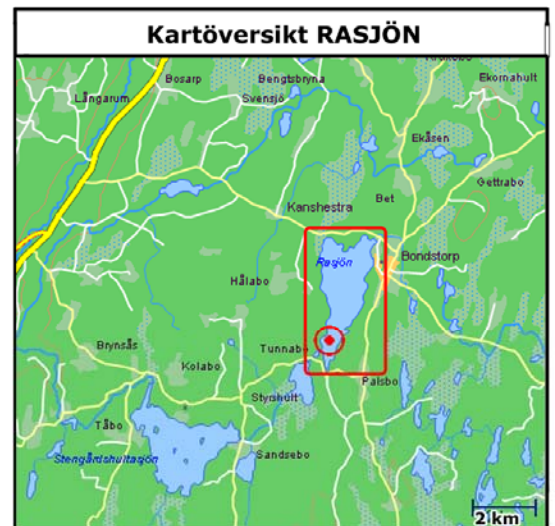 Kartöversikt RASJÖN
Bosarp
Bengtsbryna
Ekornahult
Långarum
Svensjö
Ekåsen
Gettrabo
Bet
Kanshestra
Rasjön
Bondstorp
Hålabo
Brynsås
Tunnabo
Kolabo
Palsbo
Styrshult
Tåbo
Stengårdshultasjön
Sandsebo
2 km